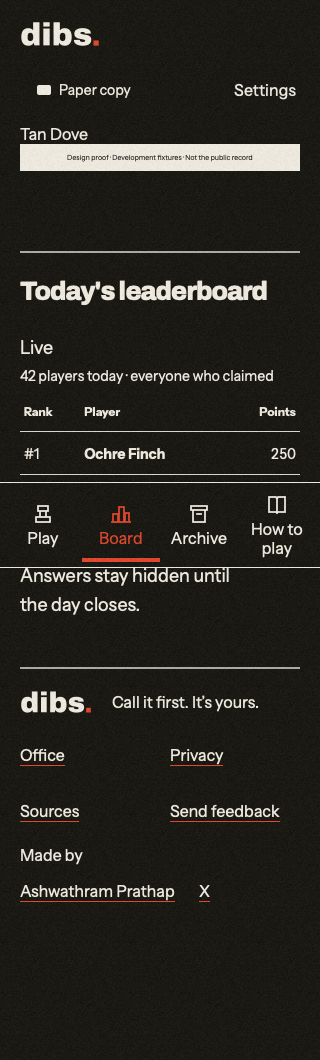 dibs.
Paper copy
Settings
Tan Dove
Design proof · Development fixtures · Not the public record
Today's leaderboard
Live
42 players today · everyone who claimed
Rank Player Points
#1 Ochre Finch 250
Play
Board
Archive
How to
play
Answers stay hidden until
the day closes.
dibs. Call it first. It's yours.
Office Privacy
Sources Send feedback
Made by
Ashwathram Prathap X